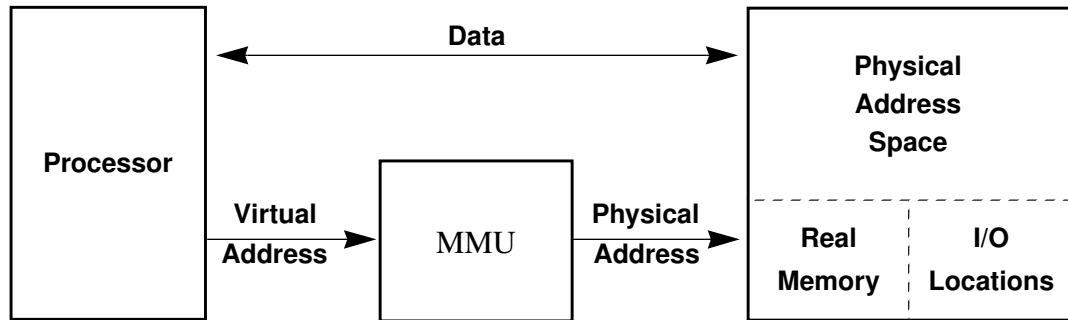 Data
Physical
Address
Space
Processor
Virtual
Address
MMU
Physical
Address
Real
Memory
I/O
Locations